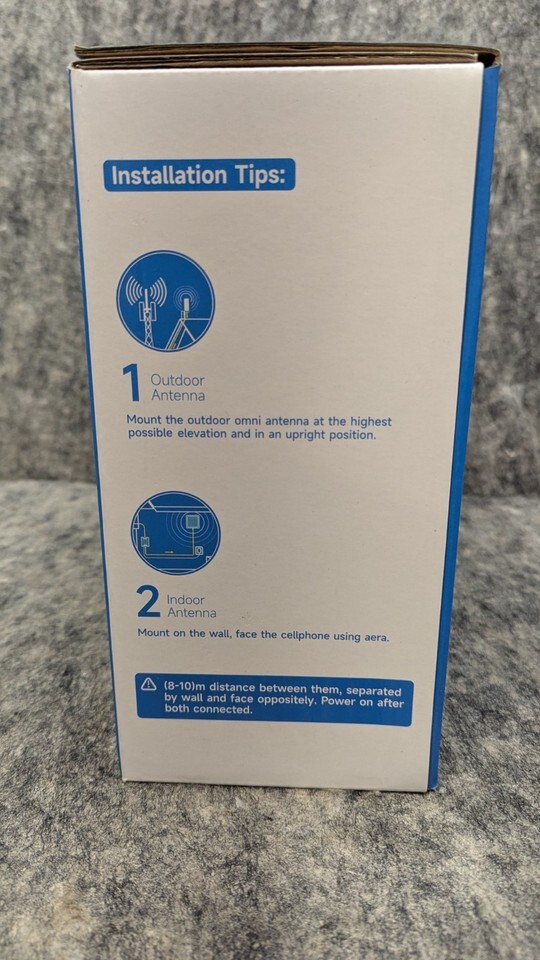 Installation Tips:
1 Outdoor
Antenna
Mount the outdoor omni antenna at the highest
possible elevation and in an upright position.
2 Indoor
Antenna
Mount on the wall, face the cellphone using aera.
(8-10)m distance between them, separated
by wall and face oppositely. Power on after
both connected.